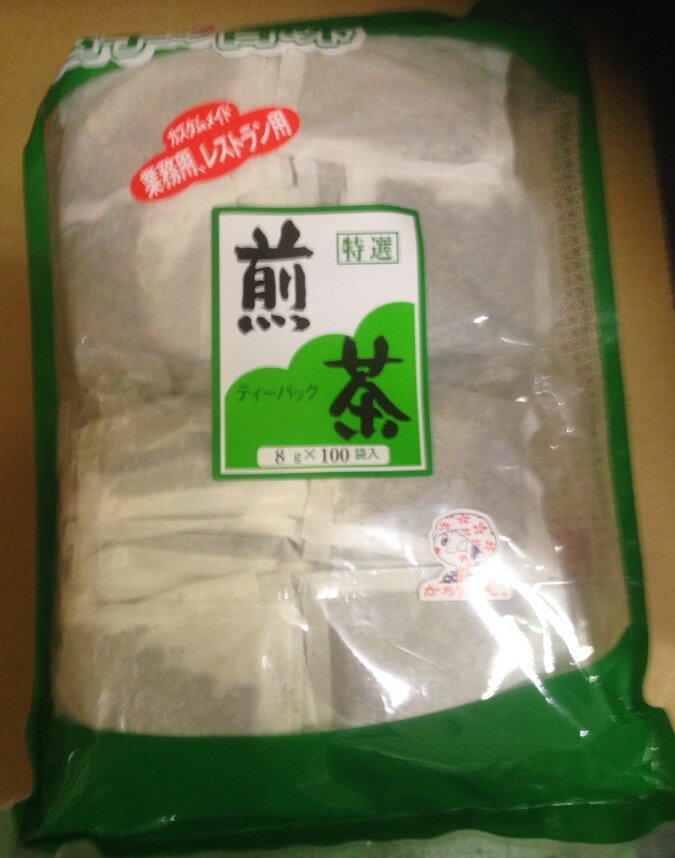 カスタムメイド
業務用、レストラン用
特選
煎茶
ティーパック
8g×100袋入